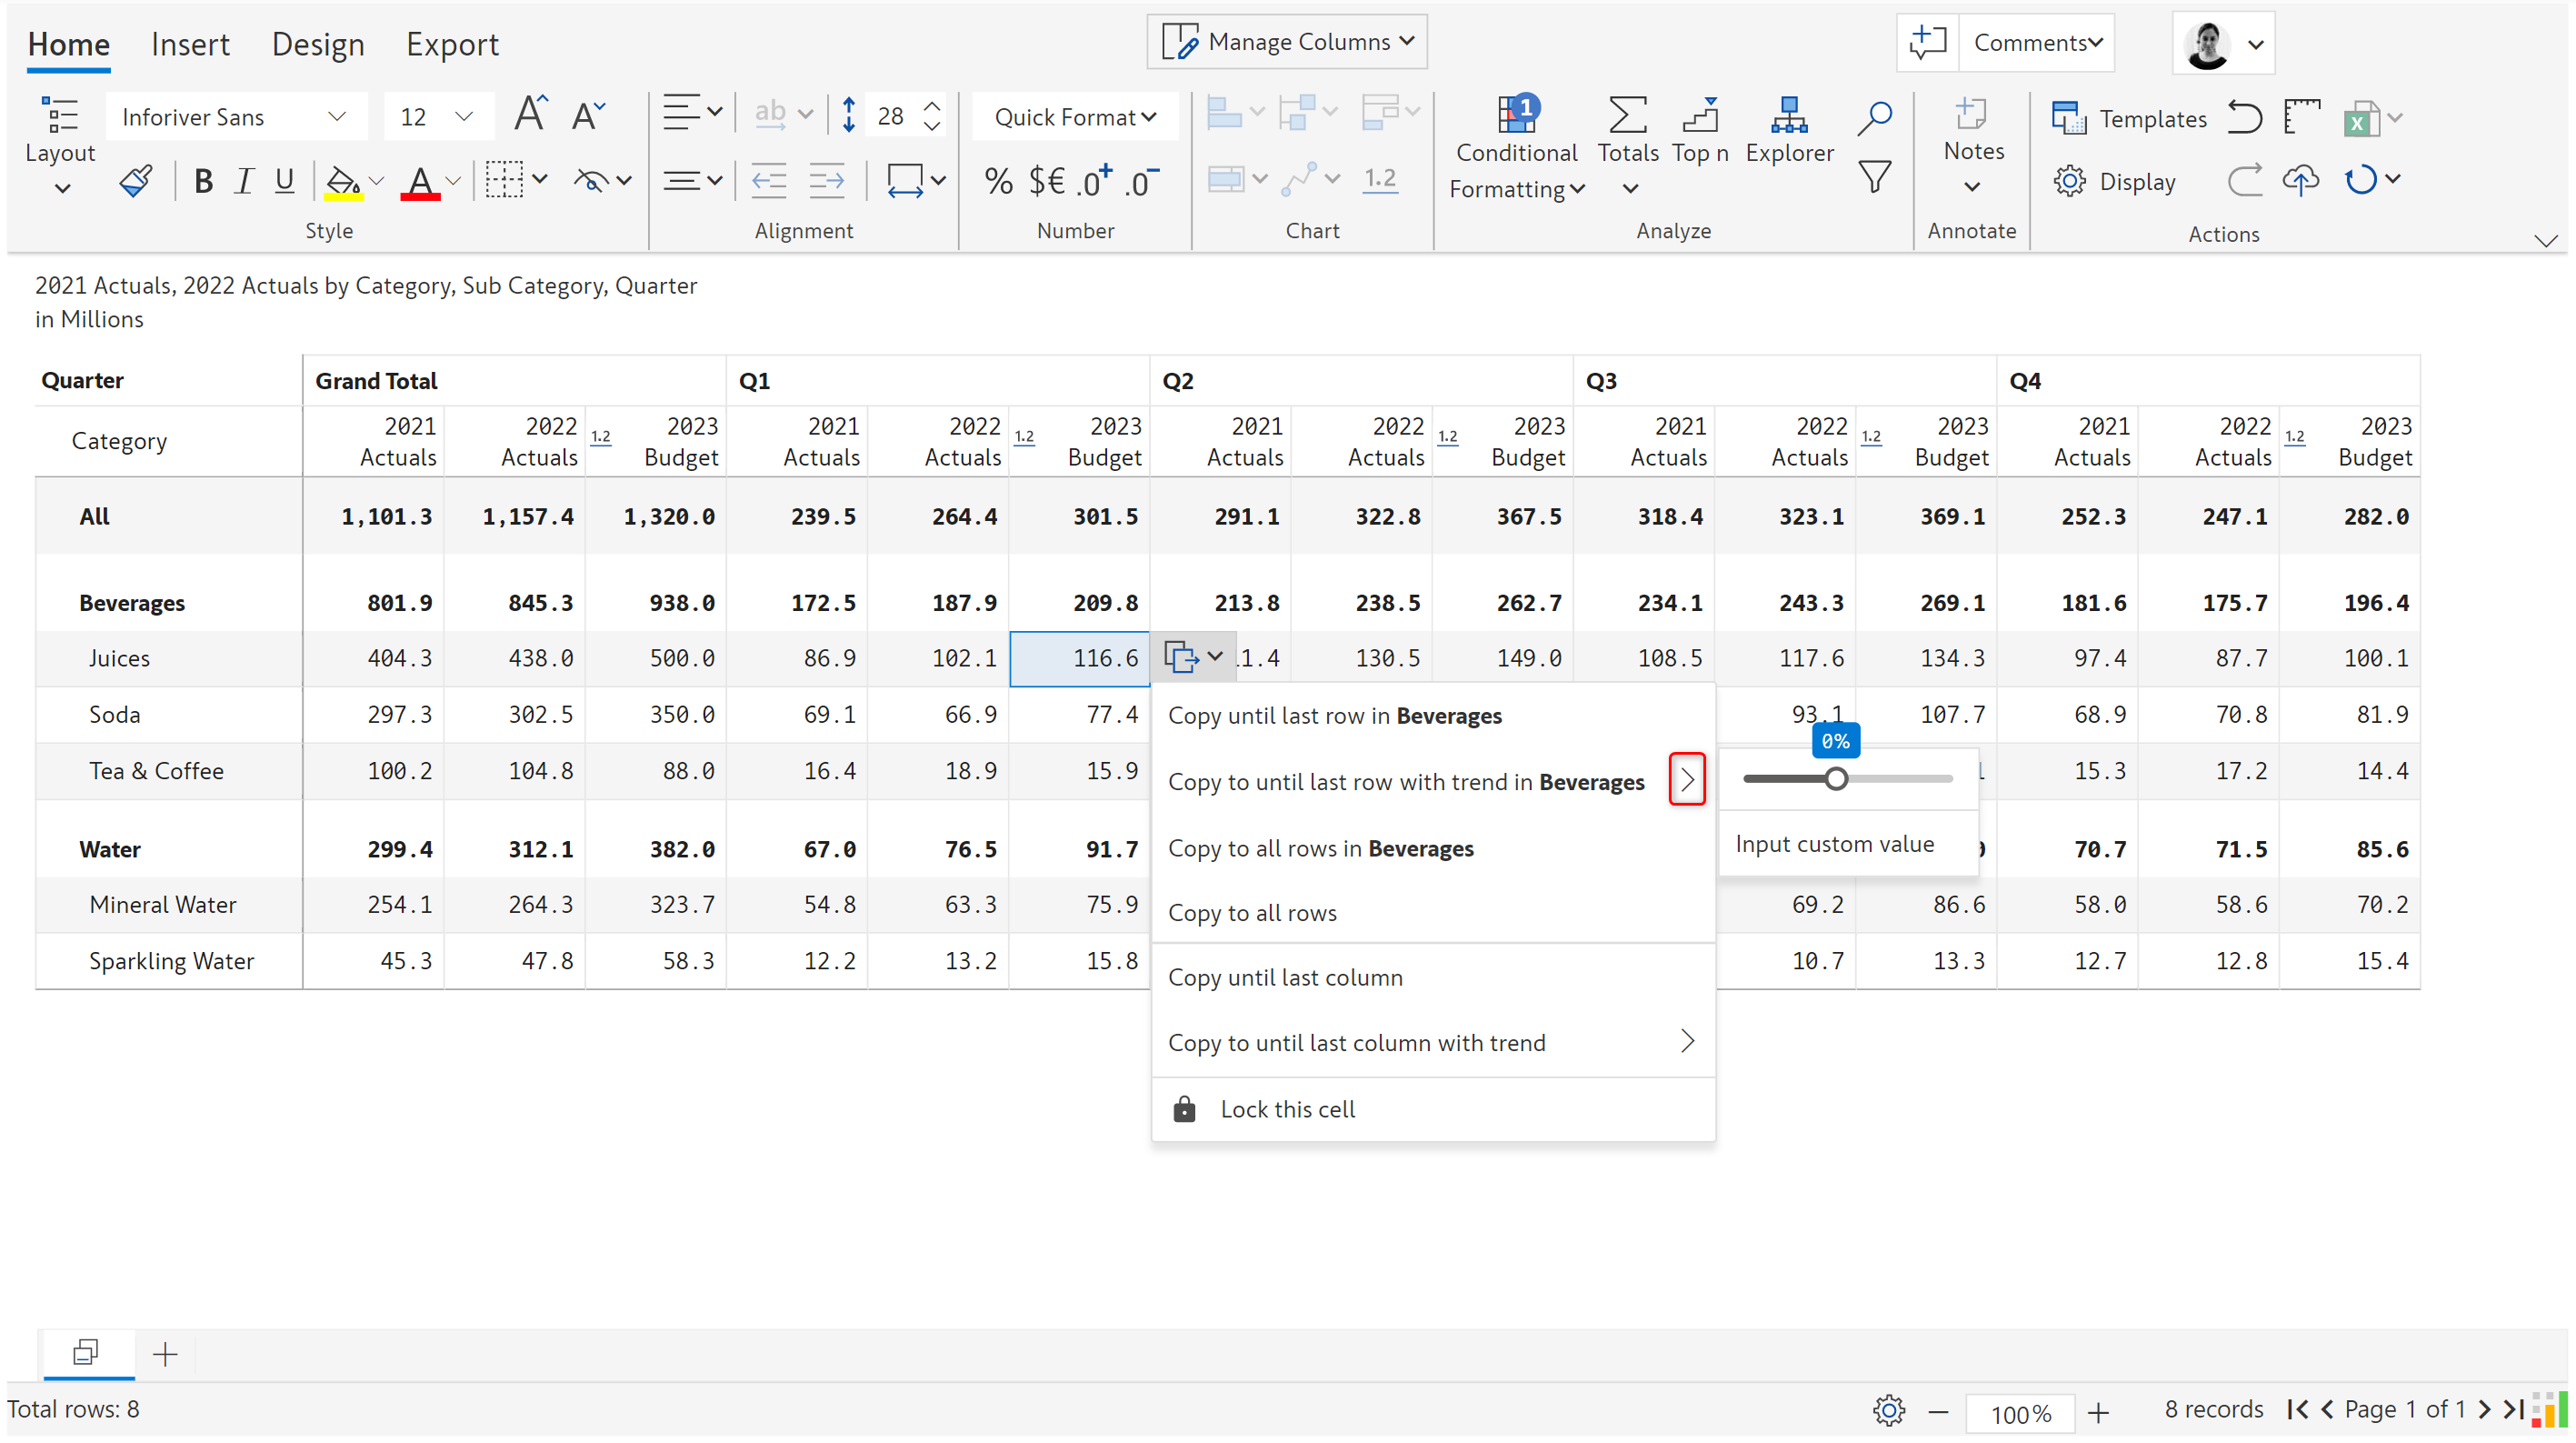 Home Insert Design Export Manage Columns Comments
Layout Inforiver Sans 12 A A ab 28 Quick Format 1 Conditional Formatting Totals Top n Explorer Notes Templates X
B I U A % $€ .0+ .0- 1.2 Display
Style Alignment Number Chart Analyze Annotate Actions
2021 Actuals, 2022 Actuals by Category, Sub Category, Quarter
in Millions
Quarter Grand Total Q1 Q2 Q3 Q4
Category 2021 Actuals 2022 Actuals 1.2 2023 Budget 2021 Actuals 2022 Actuals 1.2 2023 Budget 2021 Actuals 2022 Actuals 1.2 2023 Budget 2021 Actuals 2022 Actuals 1.2 2023 Budget 2021 Actuals 2022 Actuals 1.2 2023 Budget
All 1,101.3 1,157.4 1,320.0 239.5 264.4 301.5 291.1 322.8 367.5 318.4 323.1 369.1 252.3 247.1 282.0
Beverages 801.9 845.3 938.0 172.5 187.9 209.8 213.8 238.5 262.7 234.1 243.3 269.1 181.6 175.7 196.4
Juices 404.3 438.0 500.0 86.9 102.1 116.6 1.4 130.5 149.0 108.5 117.6 134.3 97.4 87.7 100.1
Soda 297.3 302.5 350.0 69.1 66.9 77.4 93.1 107.7 68.9 70.8 81.9
Tea & Coffee 100.2 104.8 88.0 16.4 18.9 15.9 15.3 17.2 14.4
Water 299.4 312.1 382.0 67.0 76.5 91.7 70.7 71.5 85.6
Mineral Water 254.1 264.3 323.7 54.8 63.3 75.9 69.2 86.6 58.0 58.6 70.2
Sparkling Water 45.3 47.8 58.3 12.2 13.2 15.8 10.7 13.3 12.7 12.8 15.4
Copy until last row in Beverages
Copy to until last row with trend in Beverages
Copy to all rows in Beverages
Copy to all rows
Copy until last column
Copy to until last column with trend
Lock this cell
0%
Input custom value
Total rows: 8 100% 8 records Page 1 of 1